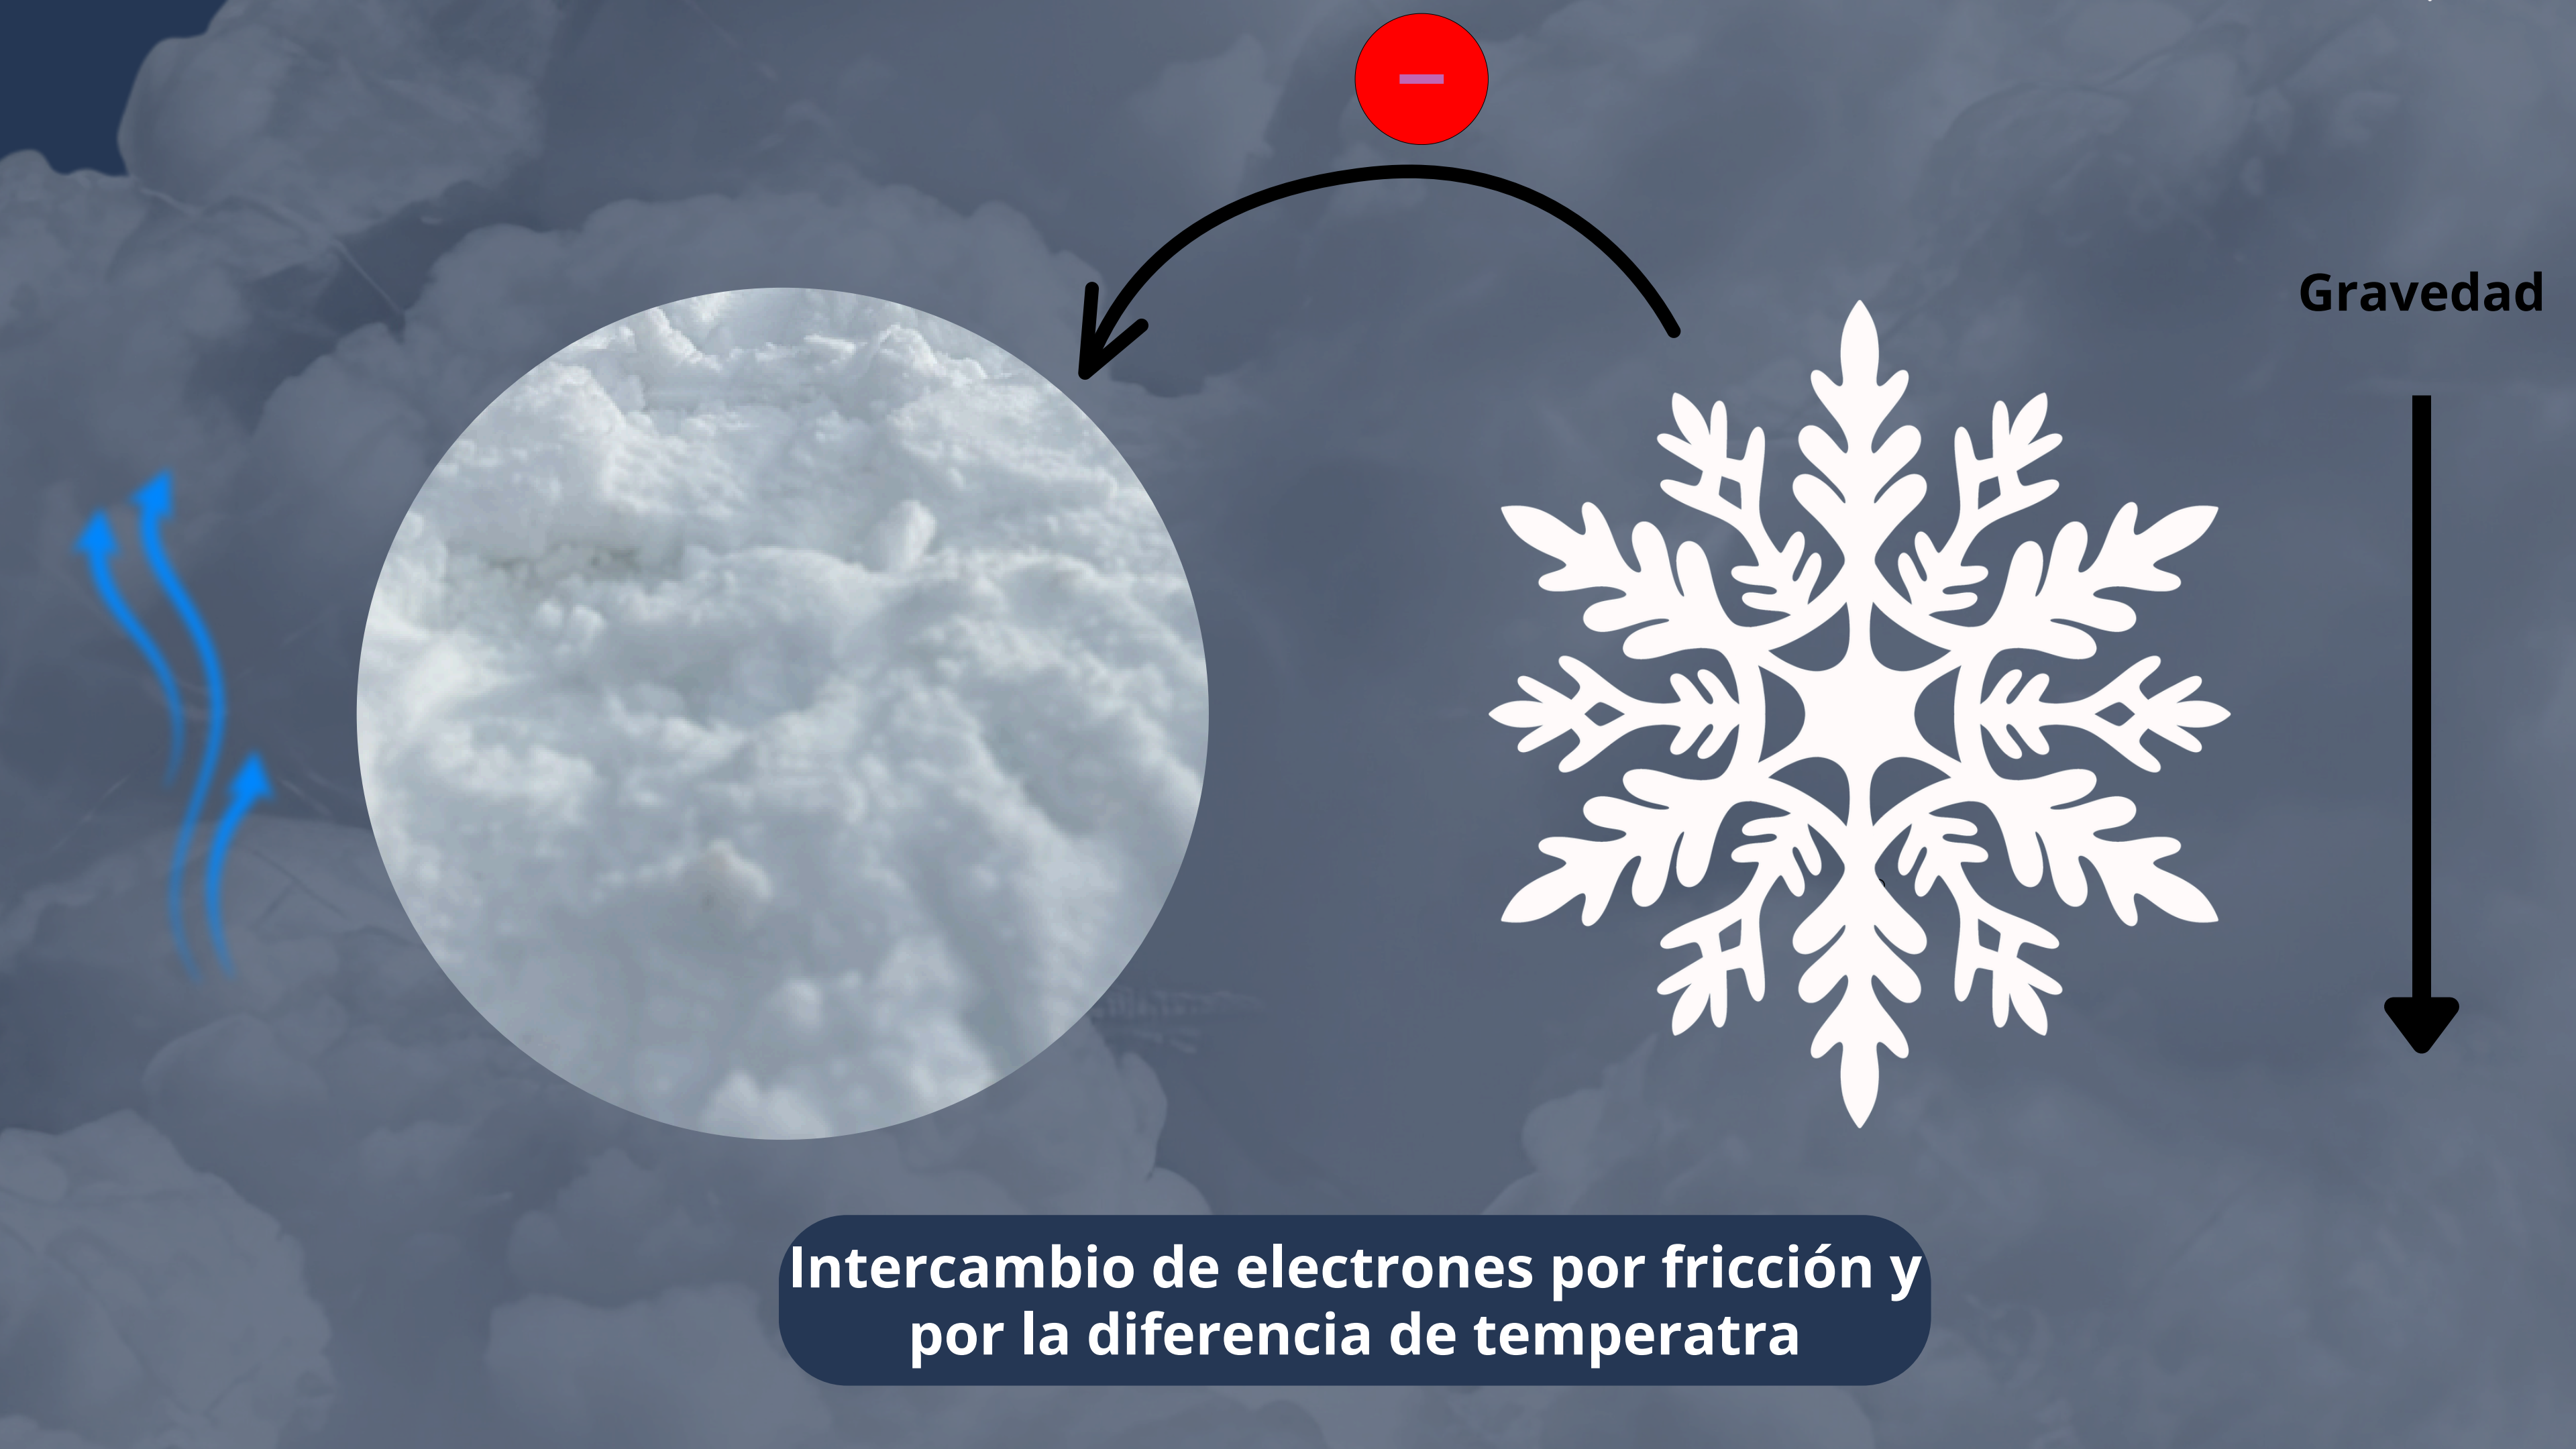 Gravedad
Intercambio de electrones por fricción y
por la diferencia de temperatra